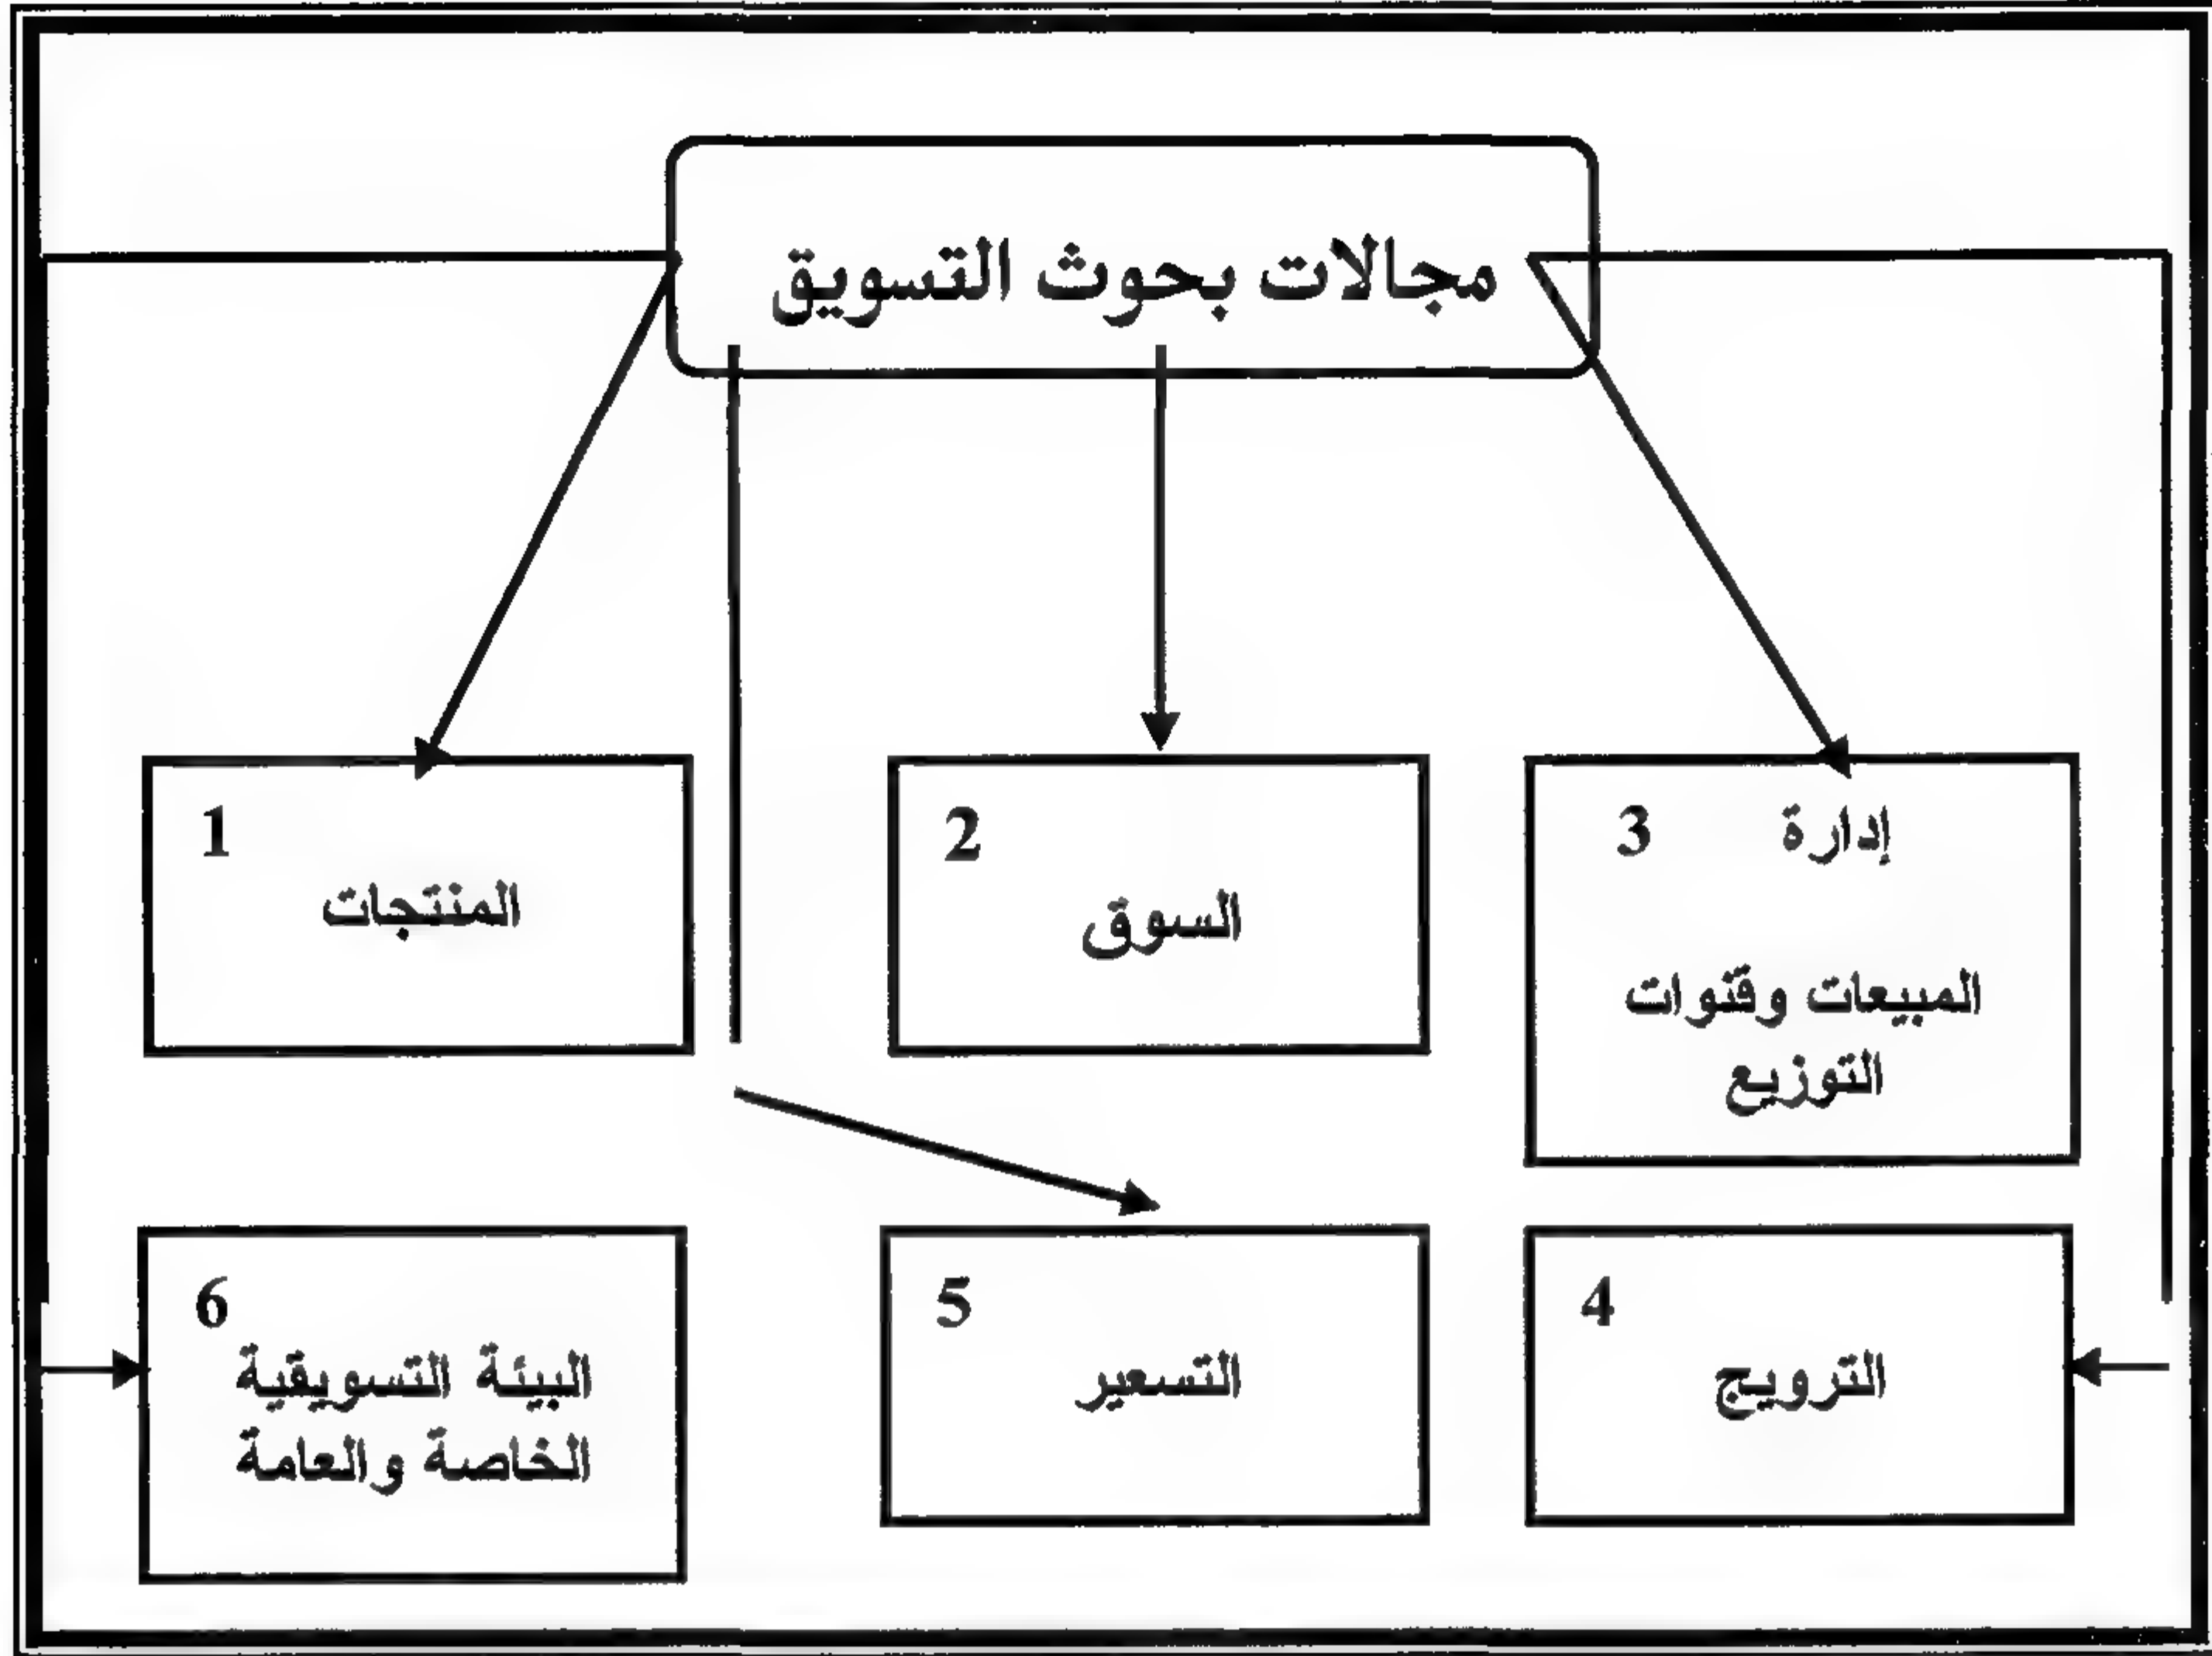 مجالات بحوث التسويق
1
المنتجات
2
السوق
3 إدارة
المبيعات وقنوات
التوزيع
4
الترويج
5
التسعير
6
البيئة التسويقية
الخاصة والعامة